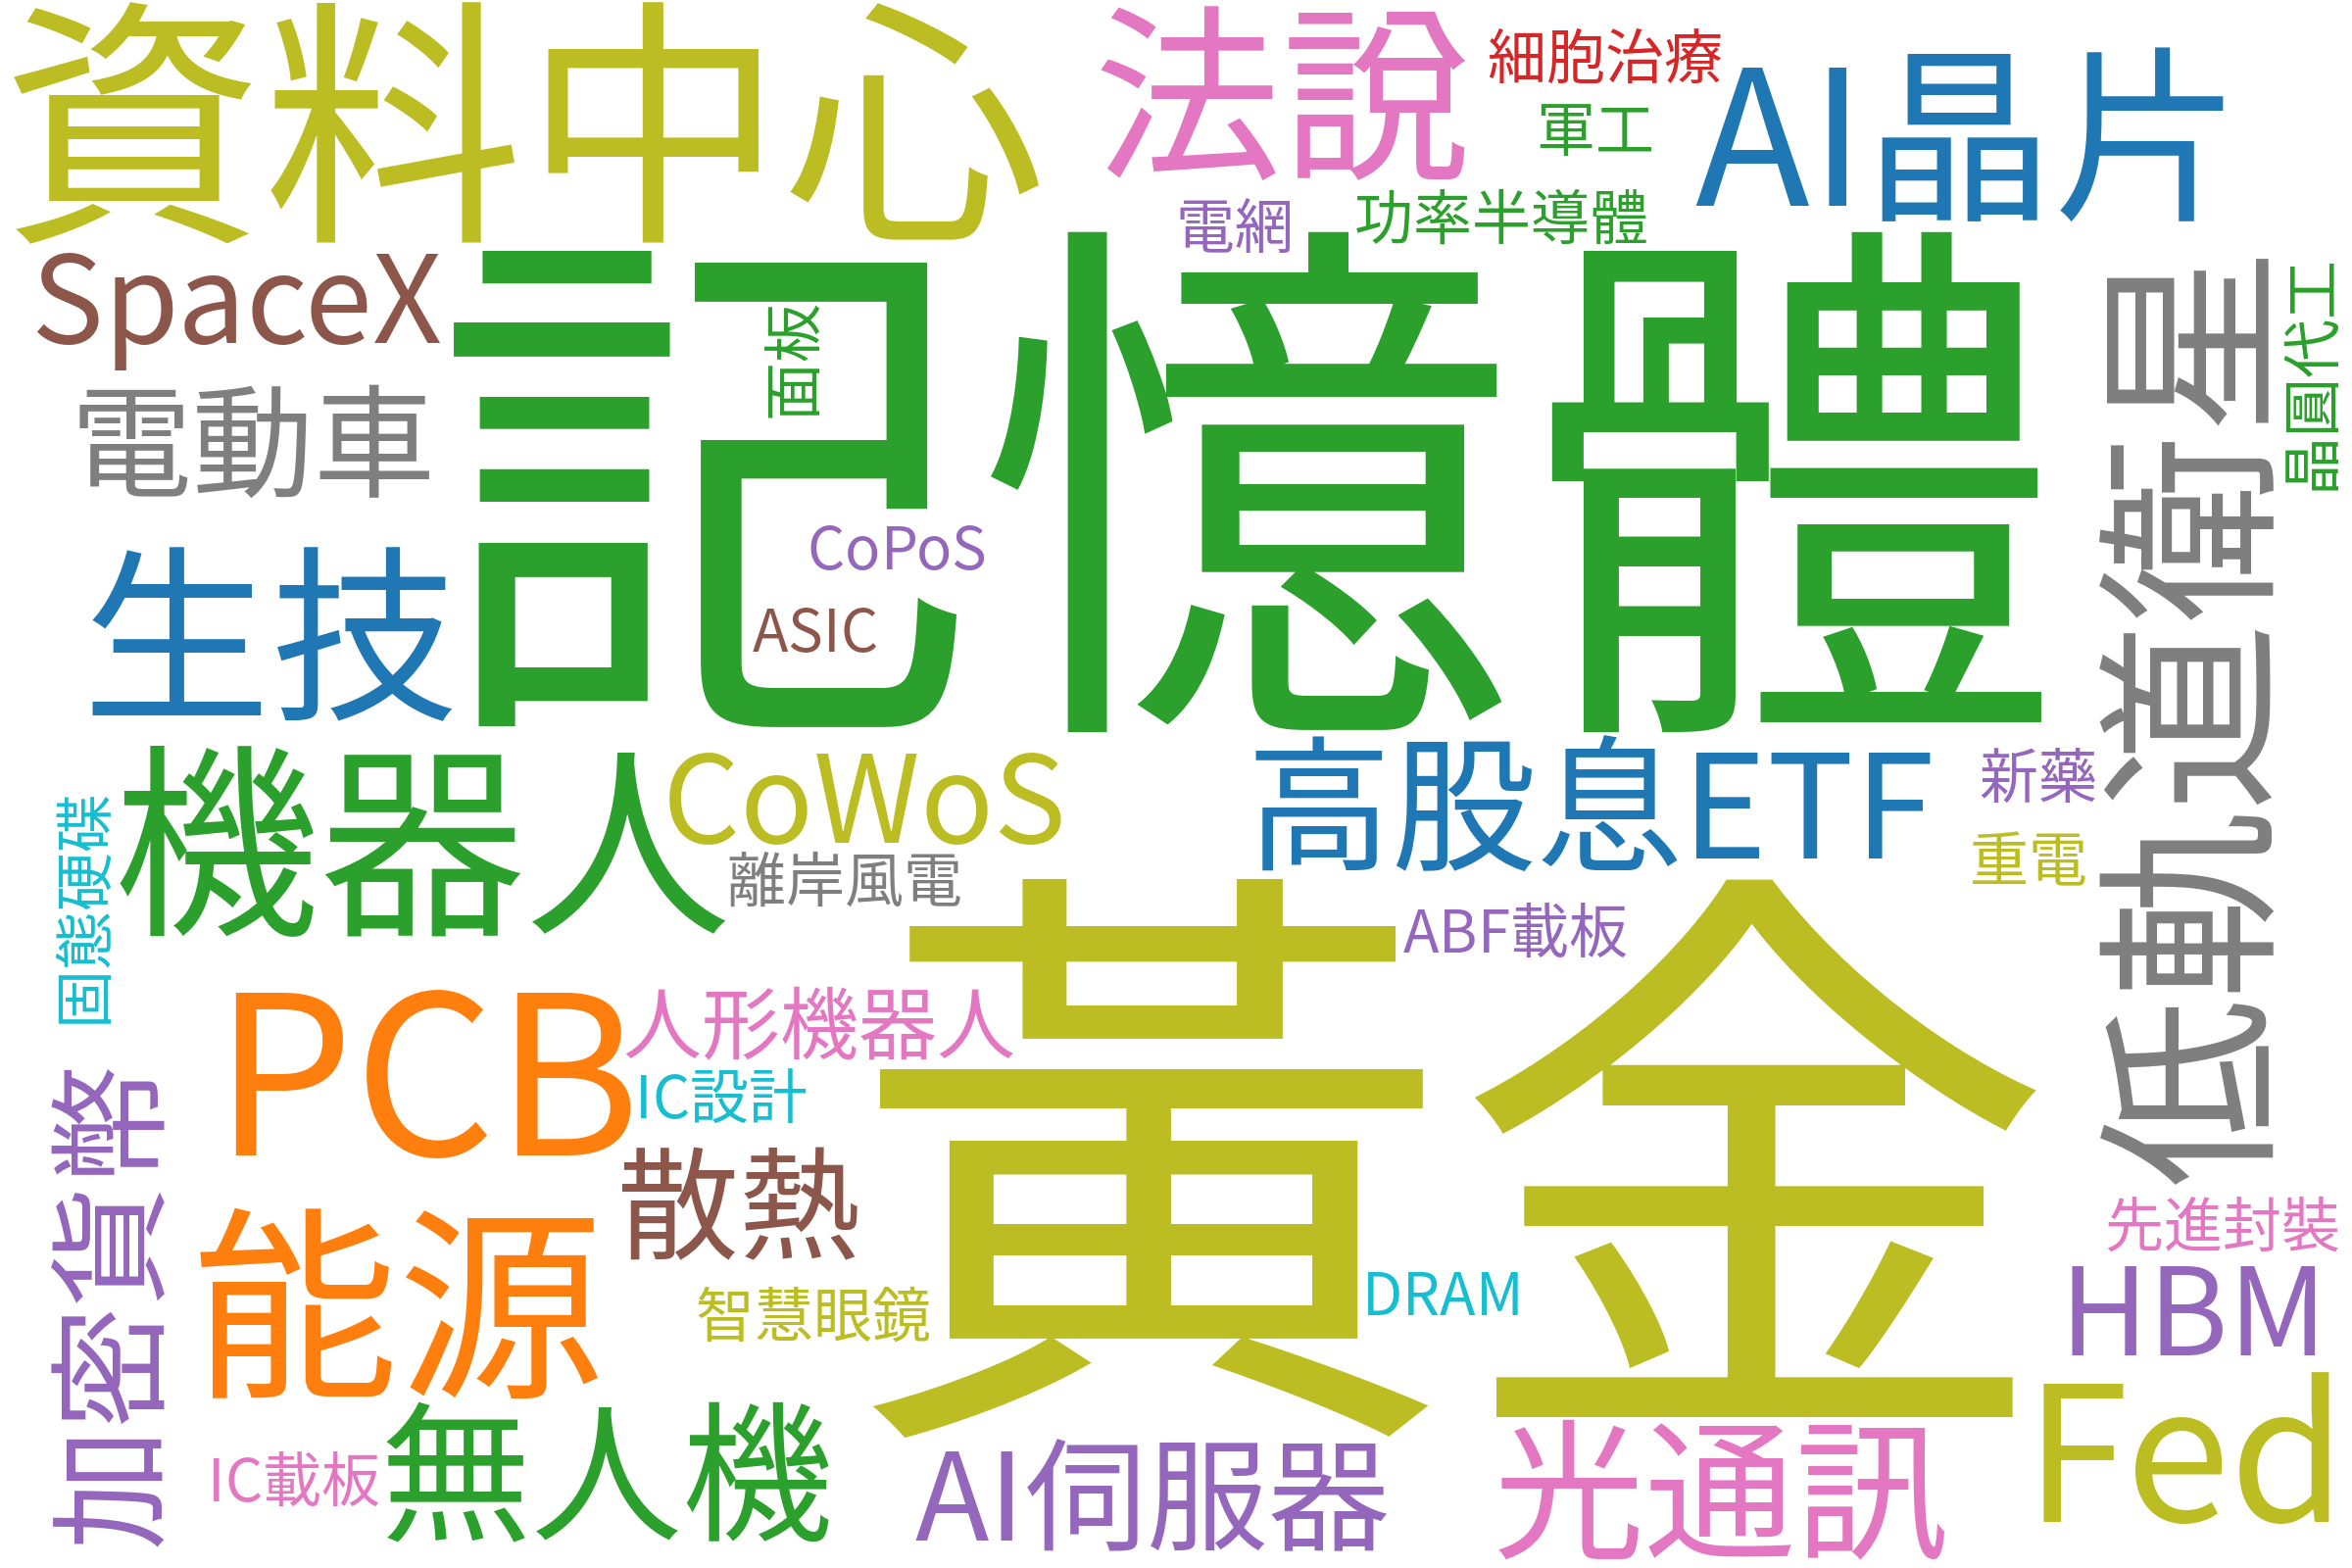 資料中心
法說
細胞治療
軍工
AI晶片
電網
功率半導體
SpaceX
記憶體
面板
低軌道衛星
晶圓代工
電動車
CoPoS
生技
ASIC
機器人
CoWoS
高股息ETF
新藥
固態硬碟
離岸風電
重電
黃金
ABF載板
PCB
人形機器人
IC設計
加密貨幣
散熱
能源
先進封裝
智慧眼鏡
DRAM
HBM
Fed
IC載板
無人機
AI伺服器
光通訊